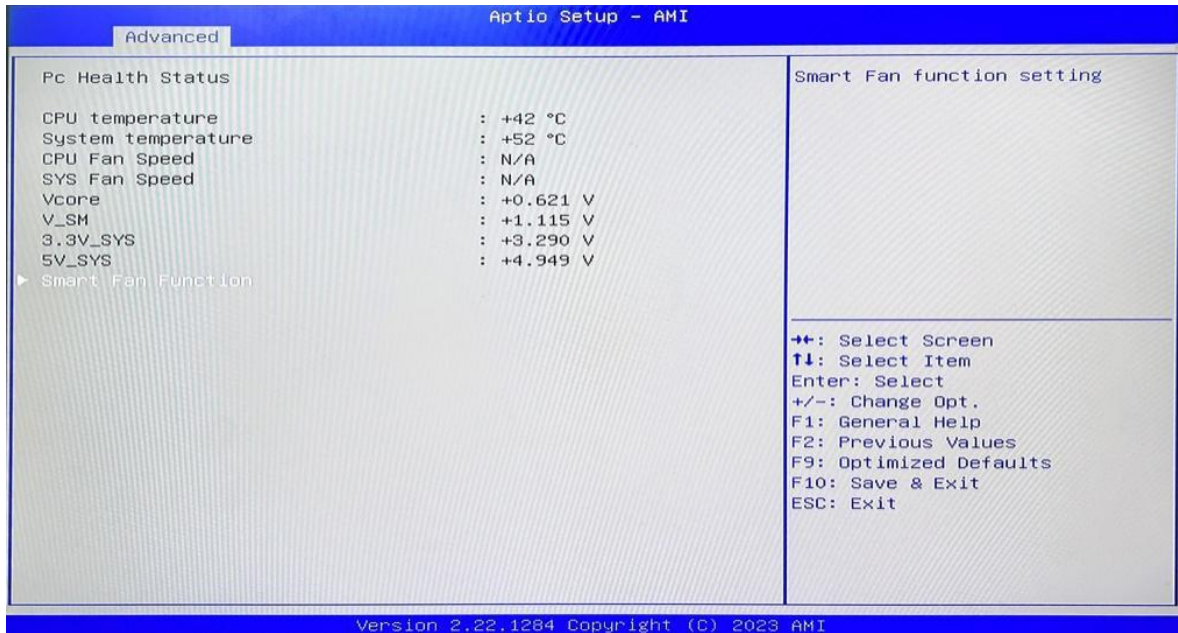 Aptio Setup – AMI
Advanced
Pc Health Status
CPU temperature : +42 °C
System temperature : +52 °C
CPU Fan Speed : N/A
SYS Fan Speed : N/A
Vcore : +0.621 V
V_SM : +1.115 V
3.3V_SYS : +3.290 V
5V_SYS : +4.949 V
► Smart Fan Function
Smart Fan function setting
→←: Select Screen
↑↓: Select Item
Enter: Select
+/-: Change Opt.
F1: General Help
F2: Previous Values
F9: Optimized Defaults
F10: Save & Exit
ESC: Exit
Version 2.22.1284 Copyright (C) 2023 AMI